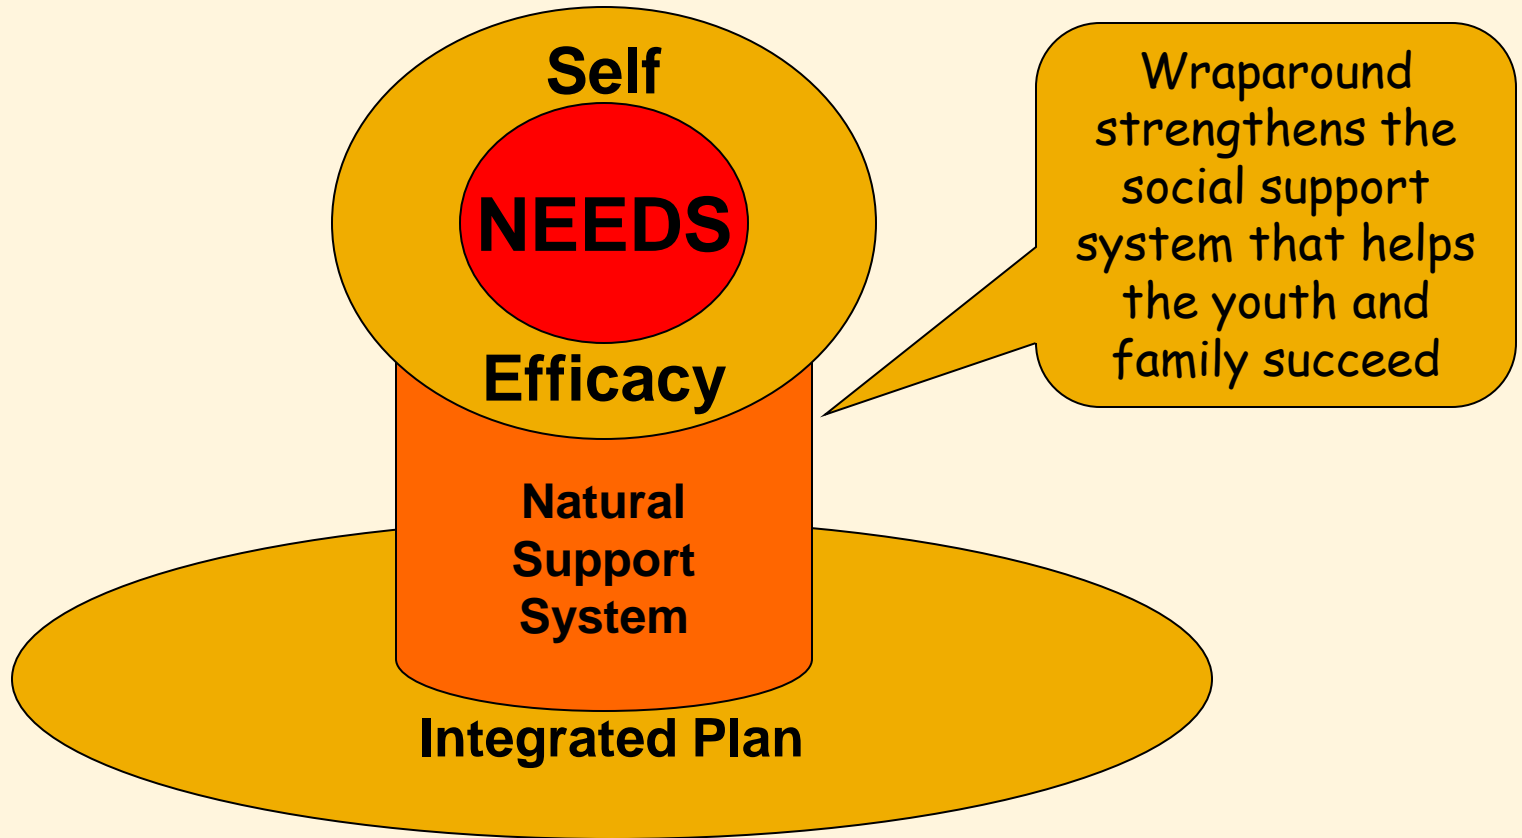 Self
NEEDS
Efficacy
Natural
Support
System
Integrated Plan
Wraparound
strengthens the
social support
system that helps
the youth and
family succeed